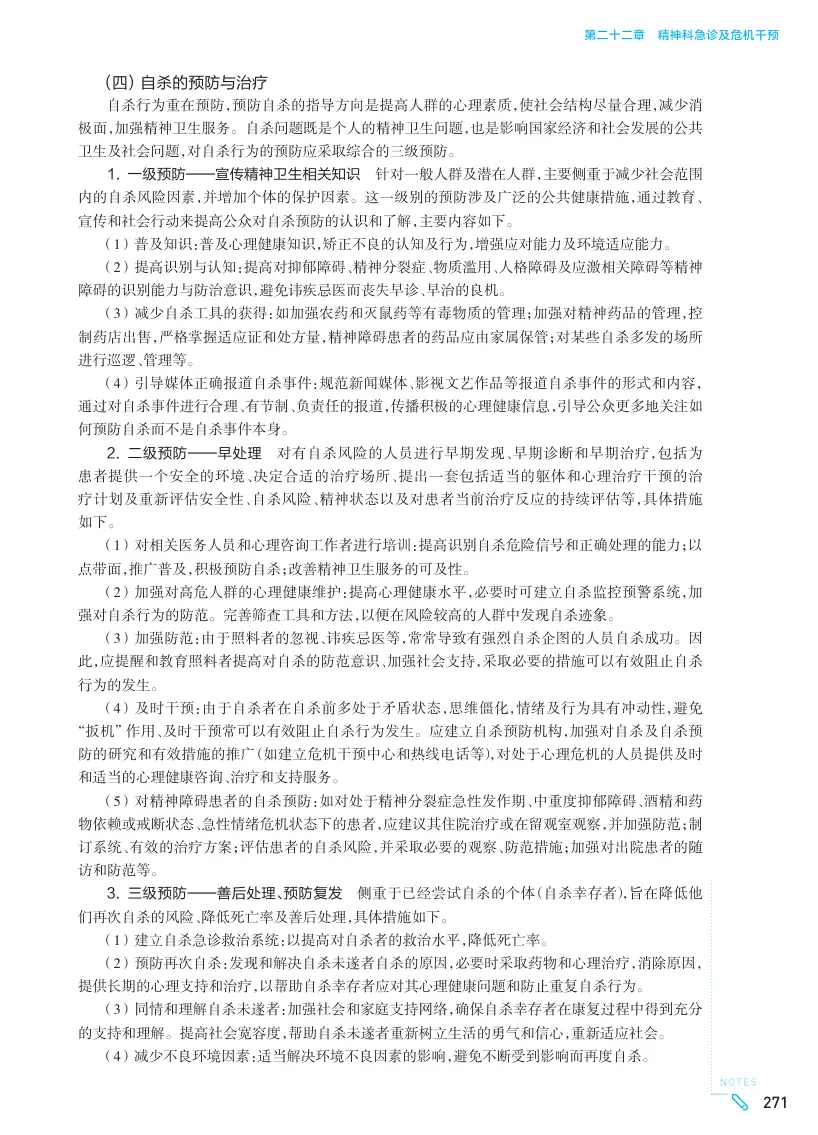 第二十二章　精神科急诊及危机干预
（四）自杀的预防与治疗
自杀行为重在预防，预防自杀的指导方向是提高人群的心理素质，使社会结构尽量合理，减少消
极面，加强精神卫生服务。自杀问题既是个人的精神卫生问题，也是影响国家经济和社会发展的公共
卫生及社会问题，对自杀行为的预防应采取综合的三级预防。
1. 一级预防——宣传精神卫生相关知识　针对一般人群及潜在人群，主要侧重于减少社会范围
内的自杀风险因素，并增加个体的保护因素。这一级别的预防涉及广泛的公共健康措施，通过教育、
宣传和社会行动来提高公众对自杀预防的认识和了解，主要内容如下。
（1）普及知识：普及心理健康知识，矫正不良的认知及行为，增强应对能力及环境适应能力。
（2）提高识别与认知：提高对抑郁障碍、精神分裂症、物质滥用、人格障碍及应激相关障碍等精神
障碍的识别能力与防治意识，避免讳疾忌医而丧失早诊、早治的良机。
（3）减少自杀工具的获得：如加强农药和灭鼠药等有毒物质的管理；加强对精神药品的管理，控
制药店出售，严格掌握适应证和处方量，精神障碍患者的药品应由家属保管；对某些自杀多发的场所
进行巡逻、管理等。
（4）引导媒体正确报道自杀事件：规范新闻媒体、影视文艺作品等报道自杀事件的形式和内容，
通过对自杀事件进行合理、有节制、负责任的报道，传播积极的心理健康信息，引导公众更多地关注如
何预防自杀而不是自杀事件本身。
2. 二级预防——早处理　对有自杀风险的人员进行早期发现、早期诊断和早期治疗，包括为
患者提供一个安全的环境、决定合适的治疗场所、提出一套包括适当的躯体和心理治疗干预的治
疗计划及重新评估安全性、自杀风险、精神状态以及对患者当前治疗反应的持续评估等，具体措施
如下。
（1）对相关医务人员和心理咨询工作者进行培训：提高识别自杀危险信号和正确处理的能力；以
点带面，推广普及，积极预防自杀；改善精神卫生服务的可及性。
（2）加强对高危人群的心理健康维护：提高心理健康水平，必要时可建立自杀监控预警系统，加
强对自杀行为的防范。完善筛查工具和方法，以便在风险较高的人群中发现自杀迹象。
（3）加强防范：由于照料者的忽视、讳疾忌医等，常常导致有强烈自杀企图的人员自杀成功。因
此，应提醒和教育照料者提高对自杀的防范意识、加强社会支持，采取必要的措施可以有效阻止自杀
行为的发生。
（4）及时干预：由于自杀者在自杀前多处于矛盾状态，思维僵化，情绪及行为具有冲动性，避免
“扳机”作用、及时干预常可以有效阻止自杀行为发生。应建立自杀预防机构，加强对自杀及自杀预
防的研究和有效措施的推广（如建立危机干预中心和热线电话等），对处于心理危机的人员提供及时
和适当的心理健康咨询、治疗和支持服务。
（5）对精神障碍患者的自杀预防：如对处于精神分裂症急性发作期、中重度抑郁障碍、酒精和药
物依赖或戒断状态、急性情绪危机状态下的患者，应建议其住院治疗或在留观室观察，并加强防范；制
订系统、有效的治疗方案；评估患者的自杀风险，并采取必要的观察、防范措施；加强对出院患者的随
访和防范等。
3. 三级预防——善后处理、预防复发　侧重于已经尝试自杀的个体（自杀幸存者），旨在降低他
们再次自杀的风险、降低死亡率及善后处理，具体措施如下。
（1）建立自杀急诊救治系统：以提高对自杀者的救治水平，降低死亡率。
（2）预防再次自杀：发现和解决自杀未遂者自杀的原因，必要时采取药物和心理治疗，消除原因，
提供长期的心理支持和治疗，以帮助自杀幸存者应对其心理健康问题和防止重复自杀行为。
（3）同情和理解自杀未遂者：加强社会和家庭支持网络，确保自杀幸存者在康复过程中得到充分
的支持和理解。提高社会宽容度，帮助自杀未遂者重新树立生活的勇气和信心，重新适应社会。
（4）减少不良环境因素：适当解决环境不良因素的影响，避免不断受到影响而再度自杀。
NOTES
271